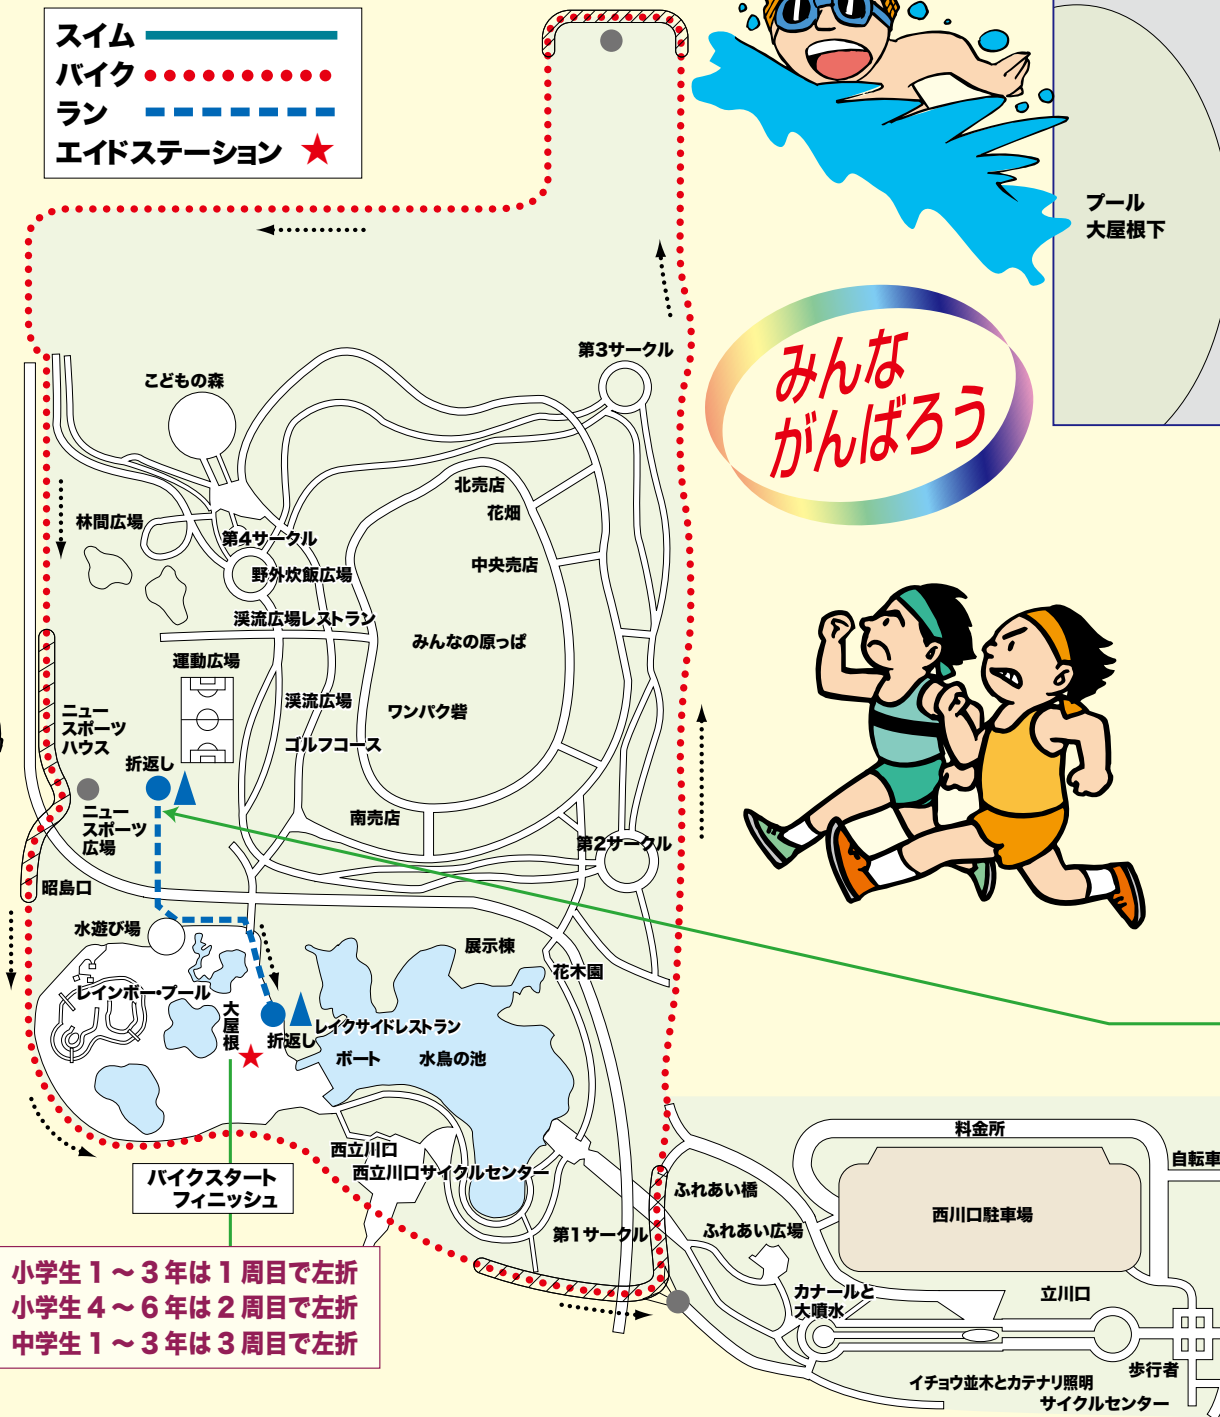 スイム
バイク
ラン
エイドステーション
プール
大屋根下
みんな
がんばろう
第3サークル
こどもの森
北売店
花畑
林間広場
第4サークル
中央売店
野外炊飯広場
渓流広場レストラン
みんなの原っぱ
運動広場
渓流広場
ワンパク砦
ニュー
スポーツ
ハウス
ゴルフコース
折返し
ニュー
スポーツ
広場
南売店
第2サークル
昭島口
水遊び場
展示棟
花木園
レインボー・プール
大屋根
折返し
レイクサイドレストラン
ボート
水鳥の池
西立川口
西立川口サイクルセンター
バイクスタート
フィニッシュ
第1サークル
ふれあい橋
ふれあい広場
料金所
自転車
西川口駐車場
カナールと
大噴水
立川口
歩行者
イチョウ並木とカテナリ照明
サイクルセンター
小学生1～3年は1周目で左折
小学生4～6年は2周目で左折
中学生1～3年は3周目で左折